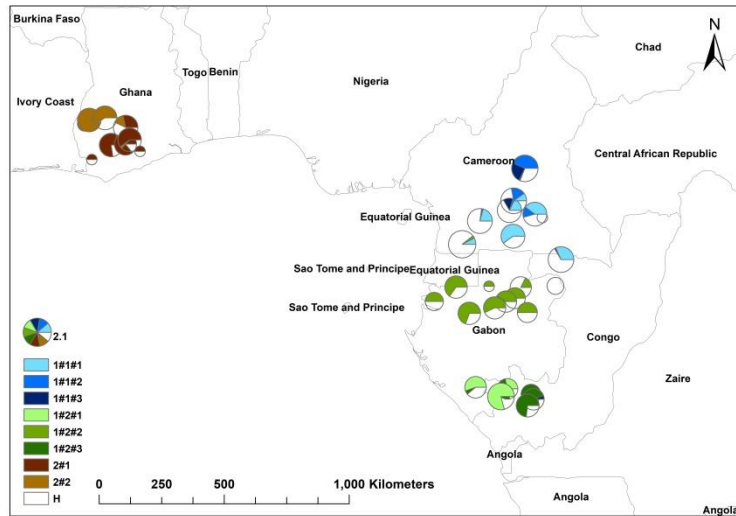 Burkina Faso
N
Chad
Ghana
Togo Benin
Nigeria
Ivory Coast
Cameroon
Central African Republic
Equatorial Guinea
Sao Tome and Principe Equatorial Guinea
Sao Tome and Principe
Gabon
Congo
Zaire
2.1
1#1#1
1#1#2
1#1#3
1#2#1
1#2#2
1#2#3
2#1
2#2
H
0 250 500 1,000 Kilometers
Angola
Angola
Angola